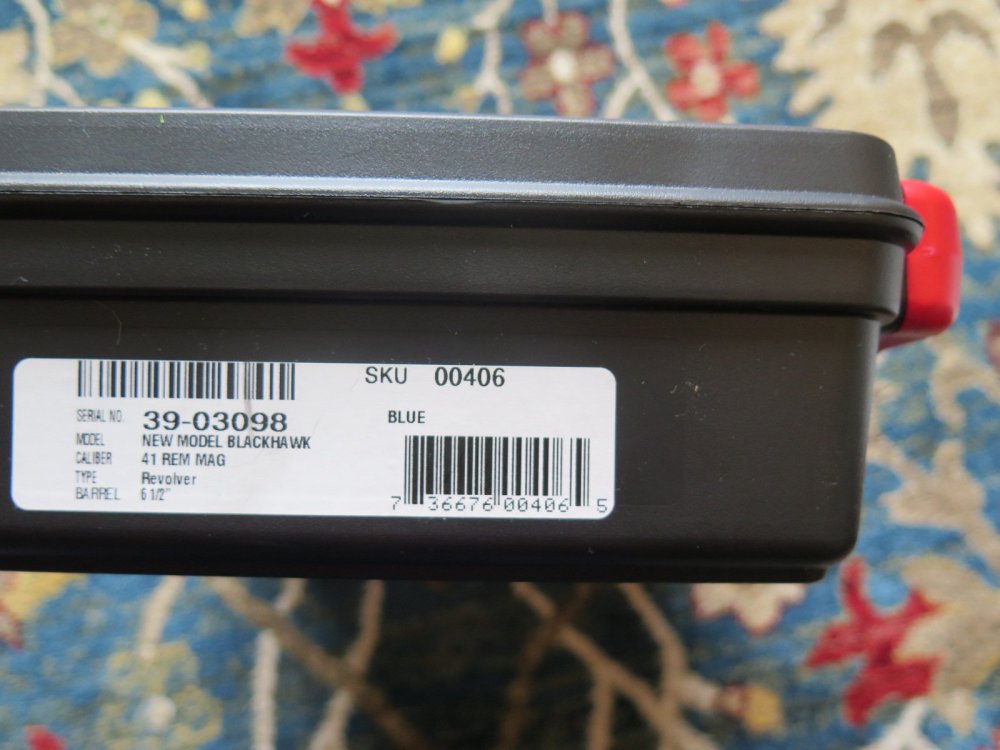 SKU 00406
SERIAL NO. 39-03098
BLUE
MODEL NEW MODEL BLACKHAWK
CALIBER 41 REM MAG
TYPE Revolver
BARREL 6 1/2"
7 36676 00406 5